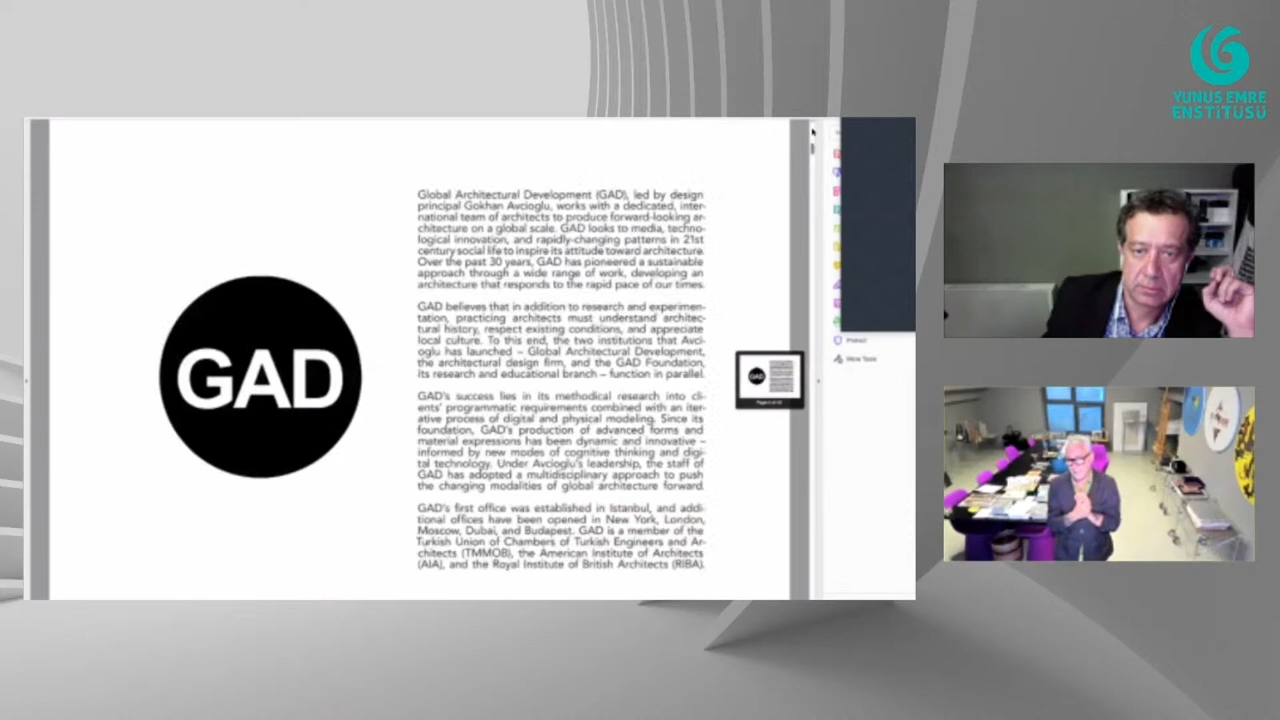 YUNUS EMRE
ENSTİTÜSÜ
GAD
Global Architectural Development (GAD), led by design
principal Gokhan Avcioglu, works with a dedicated, inter-
national team of architects to produce forward-looking ar-
chitecture on a global scale. GAD looks to media, techno-
logical innovation, and rapidly-changing patterns in 21st
century social life to inspire its attitude toward architecture.
Over the past 30 years, GAD has pioneered a sustainable
approach through a wide range of work, developing an
architecture that responds to the rapid pace of our times.
GAD believes that in addition to research and experimen-
tation, practicing architects must understand architec-
tural history, respect existing conditions, and appreciate
local culture. To this end, the two institutions that Avci-
oglu has launched – Global Architectural Development,
the architectural design firm, and the GAD Foundation,
its research and educational branch – function in parallel.
GAD's success lies in its methodical research into cli-
ents' programmatic requirements combined with an iter-
ative process of digital and physical modeling. Since its
foundation, GAD's production of advanced forms and
material expressions has been dynamic and innovative –
informed by new modes of cognitive thinking and digi-
tal technology. Under Avcioglu's leadership, the staff of
GAD has adopted a multidisciplinary approach to push
the changing modalities of global architecture forward.
GAD's first office was established in Istanbul, and addi-
tional offices have been opened in New York, London,
Moscow, Dubai, and Budapest. GAD is a member of the
Turkish Union of Chambers of Turkish Engineers and Ar-
chitects (TMMOB), the American Institute of Architects
(AIA), and the Royal Institute of British Architects (RIBA).
GAD
Protect
More Tools